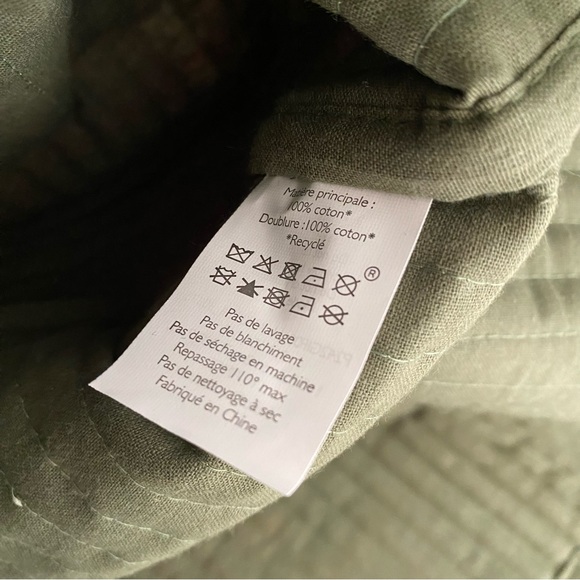 Matière principale :
100% coton*
Doublure :100% coton*
*Recyclé
®
Pas de lavage
Pas de blanchiment
Pas de séchage en machine
Repassage 110° max
Pas de nettoyage à sec
Fabriqué en Chine